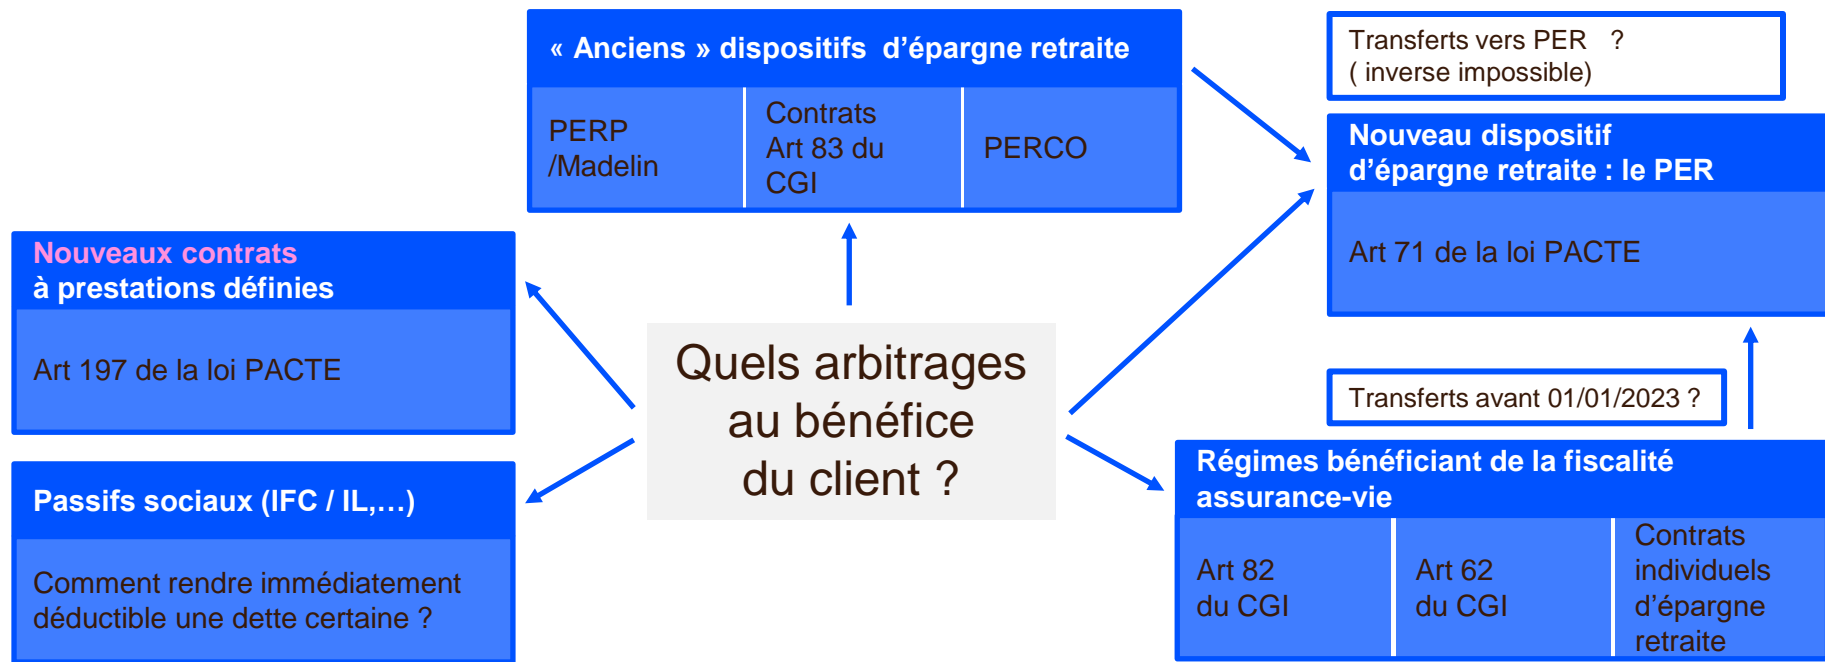 « Anciens » dispositifs d'épargne retraite
PERP
/Madelin
Contrats
Art 83 du
CGI
PERCO
Transferts vers PER ?
( inverse impossible)
Nouveau dispositif
d'épargne retraite : le PER
Art 71 de la loi PACTE
Nouveaux contrats
à prestations définies
Art 197 de la loi PACTE
Quels arbitrages
au bénéfice
du client ?
Transferts avant 01/01/2023 ?
Passifs sociaux (IFC / IL,…)
Comment rendre immédiatement
déductible une dette certaine ?
Régimes bénéficiant de la fiscalité
assurance-vie
Art 82
du CGI
Art 62
du CGI
Contrats
individuels
d'épargne
retraite